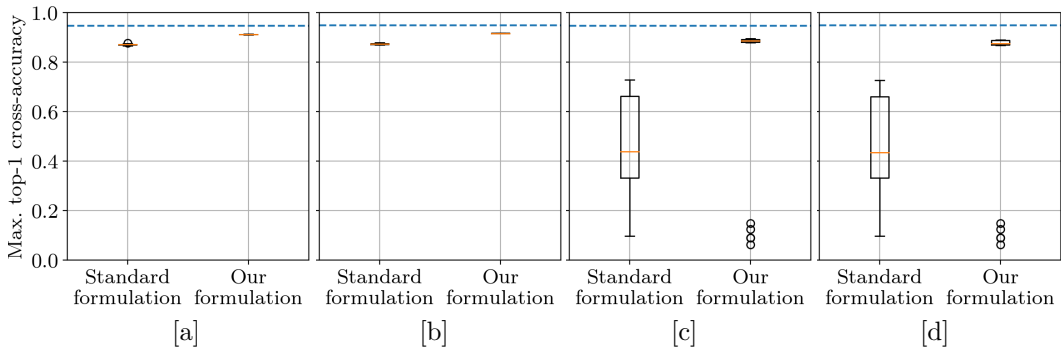 Max. top-1 cross-accuracy
1.0
0.8
0.6
0.4
0.2
0.0
Standard
formulation
Our
formulation
[a]
Standard
formulation
Our
formulation
[b]
Standard
formulation
Our
formulation
[c]
Standard
formulation
Our
formulation
[d]